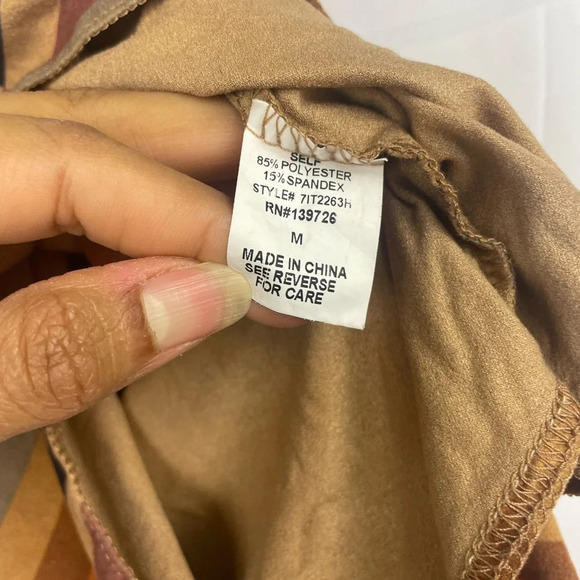 SELF
85% POLYESTER
15% SPANDEX
STYLE# 7IT2263H
RN#139726
M
MADE IN CHINA
SEE REVERSE
FOR CARE